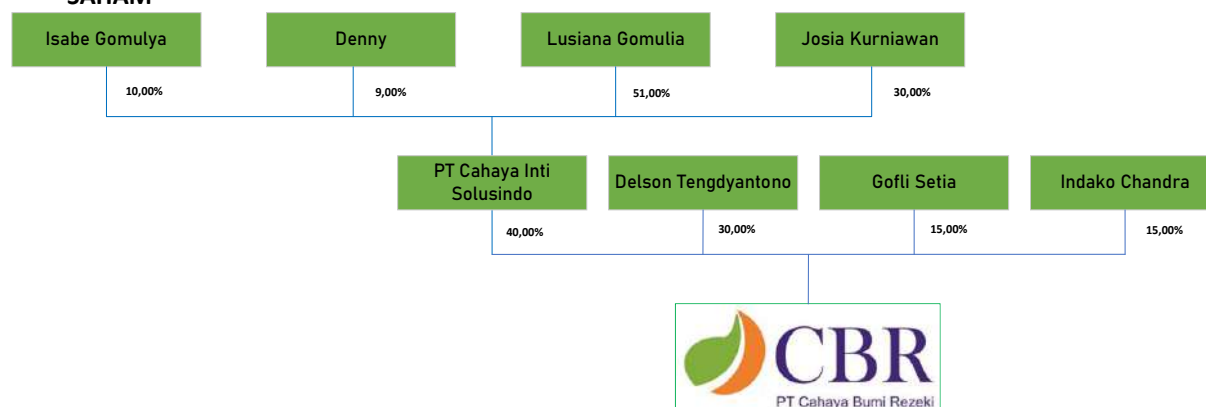 SAHAM
Isabe Gomulya
Denny
Lusiana Gomulia
Josia Kurniawan
10,00%
9,00%
51,00%
30,00%
PT Cahaya Inti
Solusindo
Delson Tengdyantono
Gofli Setia
Indako Chandra
40,00%
30,00%
15,00%
15,00%
CBR
PT Cahaya Bumi Rezeki